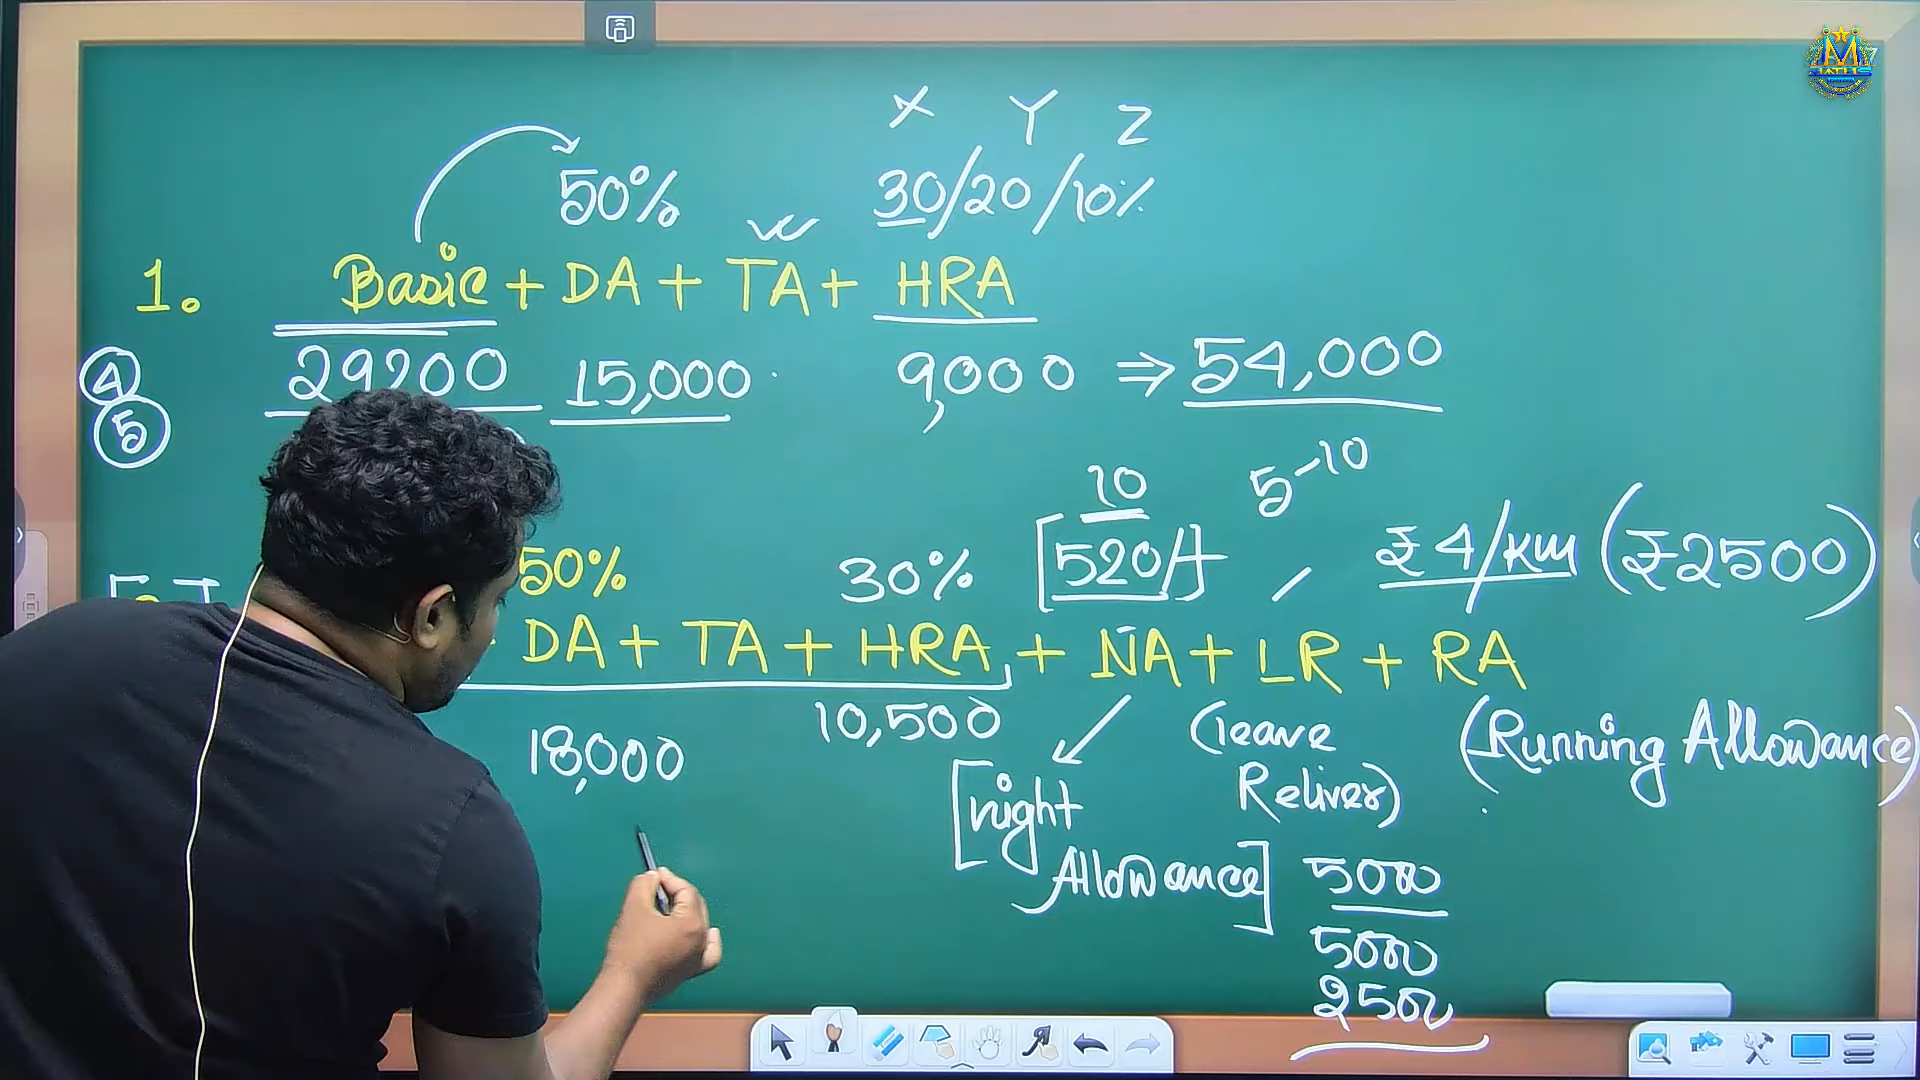 X Y Z
50% 30/20/10%
1. Basic + DA + TA + HRA
4 29200 15,000 9,000 ⇒ 54,000
5
10 5-10
50% 30% [520/-] / ₹4/KM (₹2500)
DA + TA + HRA + NA + LR + RA
18,000 10,500 (leave Reliver) (Running Allowance)
[night Allowance]
5000
5000
2500